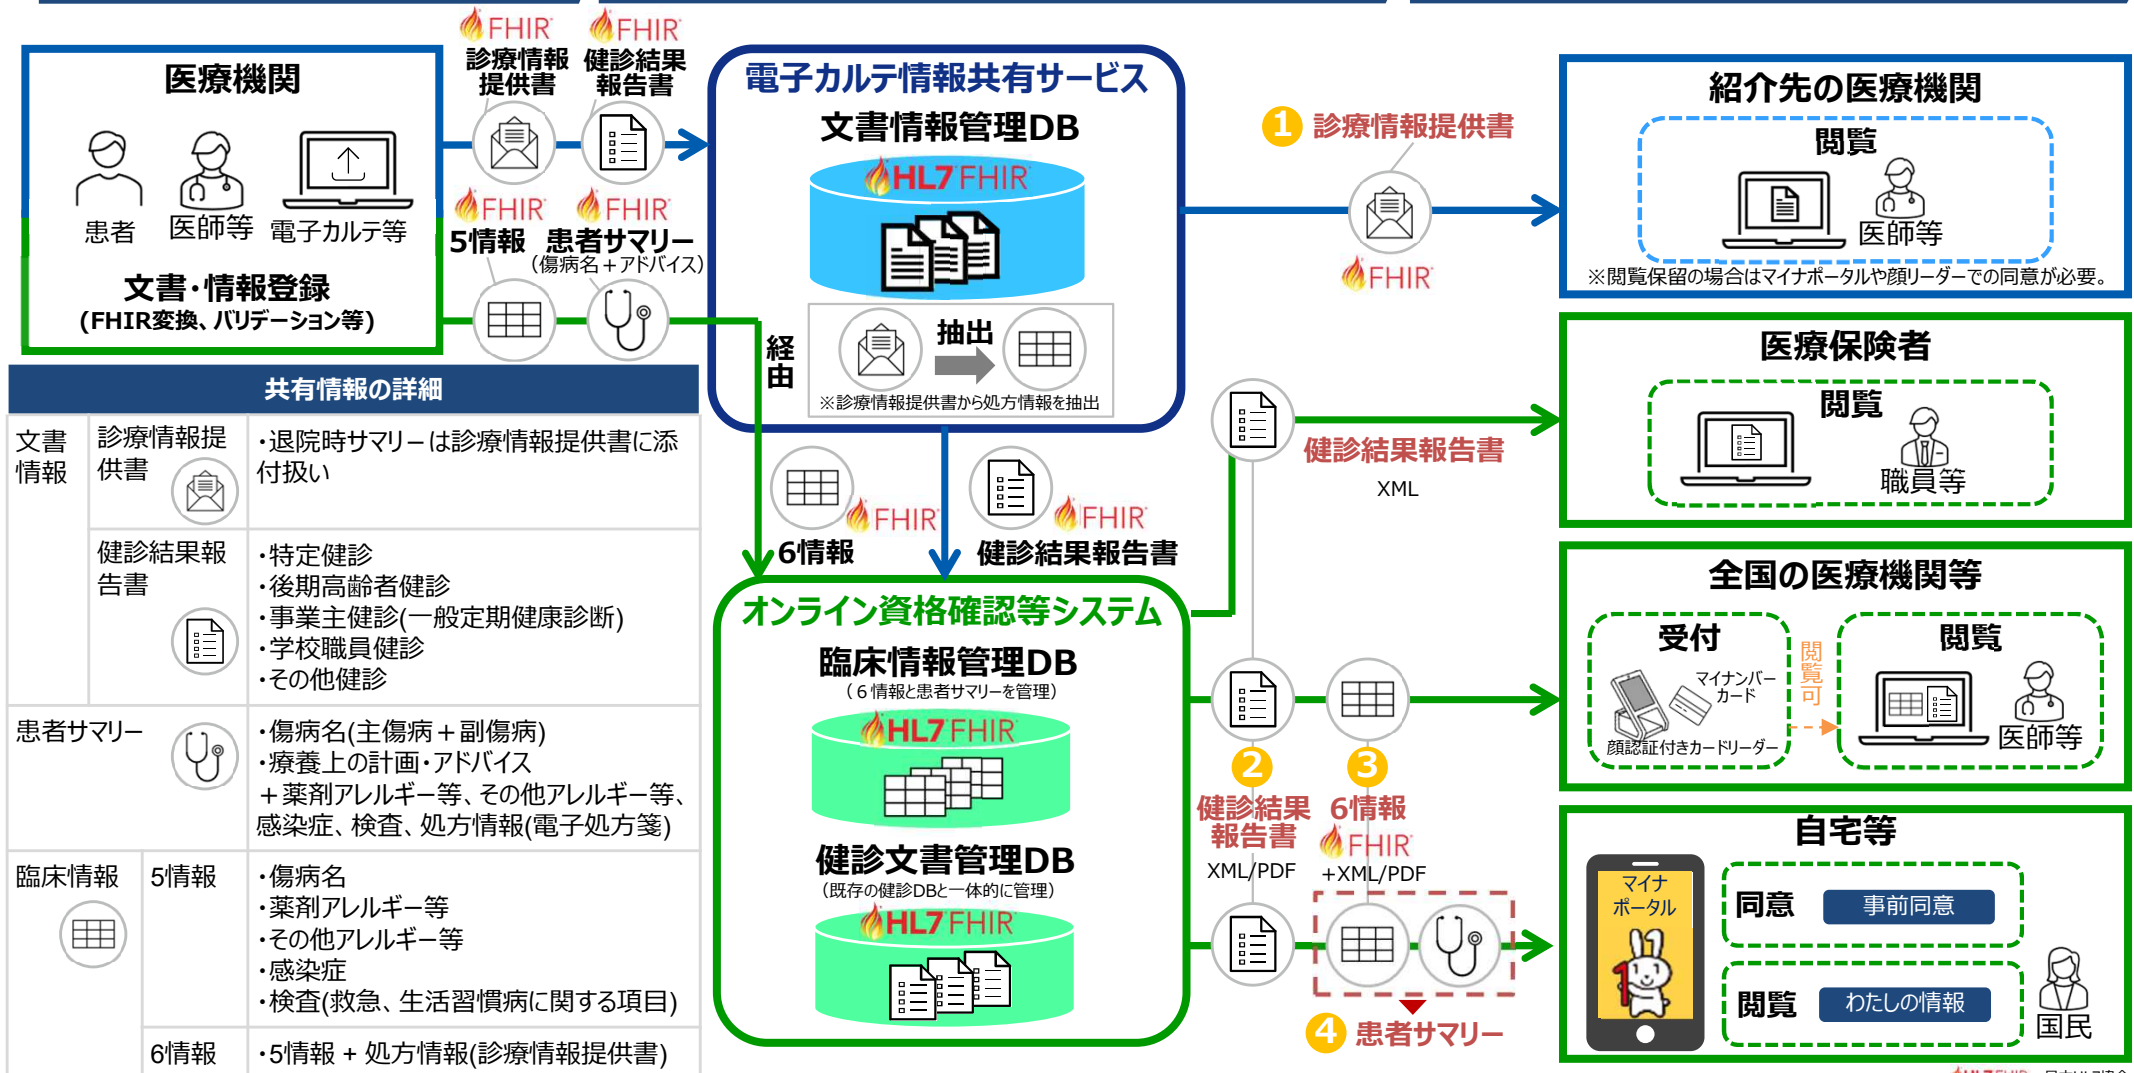 FHIR
診療情報
提供書
FHIR
健診結果
報告書
医療機関
患者
医師等
電子カルテ等
文書・情報登録
(FHIR変換、バリデーション等)
FHIR
5情報
FHIR
患者サマリー
(傷病名+アドバイス)
電子カルテ情報共有サービス
文書情報管理DB
HL7 FHIR
抽出
※診療情報提供書から処方情報を抽出
経由
1 診療情報提供書
FHIR
紹介先の医療機関
閲覧
医師等
※閲覧保留の場合はマイナポータルや顔リーダーでの同意が必要。
医療保険者
閲覧
職員等
健診結果報告書
XML
6情報
FHIR
FHIR
健診結果報告書
オンライン資格確認等システム
臨床情報管理DB
(6情報と患者サマリーを管理)
HL7 FHIR
健診文書管理DB
(既存の健診DBと一体的に管理)
HL7 FHIR
2
健診結果
報告書
XML/PDF
3
6情報
FHIR
+XML/PDF
4 患者サマリー
全国の医療機関等
受付
マイナンバー
カード
顔認証付きカードリーダー
閲覧可
閲覧
医師等
自宅等
マイナ
ポータル
1
同意
事前同意
閲覧
わたしの情報
国民
共有情報の詳細
文書
情報
診療情報提
供書
・退院時サマリーは診療情報提供書に添
付扱い
健診結果報
告書
・特定健診
・後期高齢者健診
・事業主健診(一般定期健康診断)
・学校職員健診
・その他健診
患者サマリー
・傷病名(主傷病+副傷病)
・療養上の計画・アドバイス
+薬剤アレルギー等、その他アレルギー等、
感染症、検査、処方情報(電子処方箋)
臨床情報
5情報
・傷病名
・薬剤アレルギー等
・その他アレルギー等
・感染症
・検査(救急、生活習慣病に関する項目)
6情報
・5情報 + 処方情報(診療情報提供書)